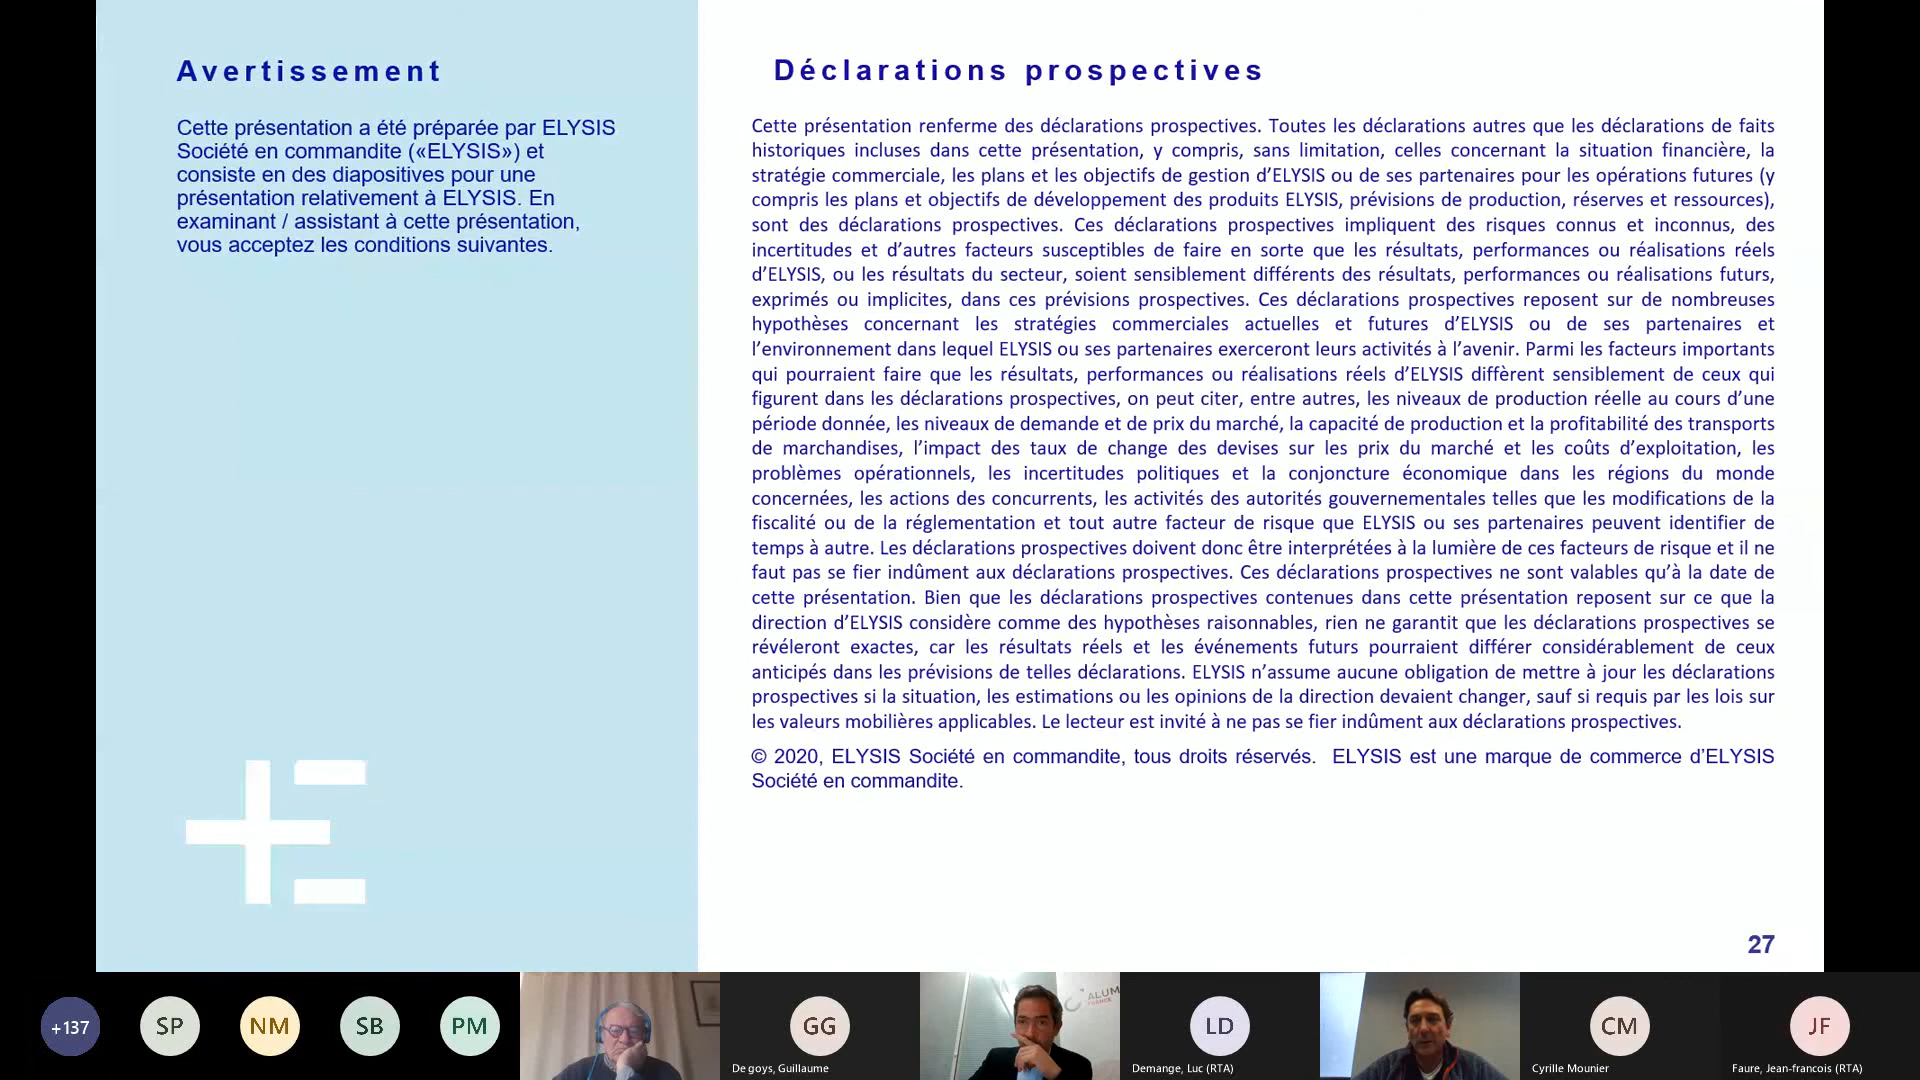 Avertissement
Cette présentation a été préparée par ELYSIS
Société en commandite («ELYSIS») et
consiste en des diapositives pour une
présentation relativement à ELYSIS. En
examinant / assistant à cette présentation,
vous acceptez les conditions suivantes.
Déclarations prospectives
Cette présentation renferme des déclarations prospectives. Toutes les déclarations autres que les déclarations de faits
historiques incluses dans cette présentation, y compris, sans limitation, celles concernant la situation financière, la
stratégie commerciale, les plans et les objectifs de gestion d’ELYSIS ou de ses partenaires pour les opérations futures (y
compris les plans et objectifs de développement des produits ELYSIS, prévisions de production, réserves et ressources),
sont des déclarations prospectives. Ces déclarations prospectives impliquent des risques connus et inconnus, des
incertitudes et d’autres facteurs susceptibles de faire en sorte que les résultats, performances ou réalisations réels
d’ELYSIS, ou les résultats du secteur, soient sensiblement différents des résultats, performances ou réalisations futurs,
exprimés ou implicites, dans ces prévisions prospectives. Ces déclarations prospectives reposent sur de nombreuses
hypothèses concernant les stratégies commerciales actuelles et futures d’ELYSIS ou de ses partenaires et
l’environnement dans lequel ELYSIS ou ses partenaires exerceront leurs activités à l’avenir. Parmi les facteurs importants
qui pourraient faire que les résultats, performances ou réalisations réels d’ELYSIS diffèrent sensiblement de ceux qui
figurent dans les déclarations prospectives, on peut citer, entre autres, les niveaux de production réelle au cours d’une
période donnée, les niveaux de demande et de prix du marché, la capacité de production et la profitabilité des transports
de marchandises, l’impact des taux de change des devises sur les prix du marché et les coûts d’exploitation, les
problèmes opérationnels, les incertitudes politiques et la conjoncture économique dans les régions du monde
concernées, les actions des concurrents, les activités des autorités gouvernementales telles que les modifications de la
fiscalité ou de la réglementation et tout autre facteur de risque que ELYSIS ou ses partenaires peuvent identifier de
temps à autre. Les déclarations prospectives doivent donc être interprétées à la lumière de ces facteurs de risque et il ne
faut pas se fier indûment aux déclarations prospectives. Ces déclarations prospectives ne sont valables qu’à la date de
cette présentation. Bien que les déclarations prospectives contenues dans cette présentation reposent sur ce que la
direction d’ELYSIS considère comme des hypothèses raisonnables, rien ne garantit que les déclarations prospectives se
révéleront exactes, car les résultats réels et les événements futurs pourraient différer considérablement de ceux
anticipés dans les prévisions de telles déclarations. ELYSIS n’assume aucune obligation de mettre à jour les déclarations
prospectives si la situation, les estimations ou les opinions de la direction devaient changer, sauf si requis par les lois sur
les valeurs mobilières applicables. Le lecteur est invité à ne pas se fier indûment aux déclarations prospectives.
© 2020, ELYSIS Société en commandite, tous droits réservés. ELYSIS est une marque de commerce d’ELYSIS
Société en commandite.
27
+137
SP
NM
SB
PM
GG
De goys, Guillaume
ALUM
FRANCE
LD
Demange, Luc (RTA)
CM
Cyrille Mounier
JF
Faure, Jean-francois (RTA)